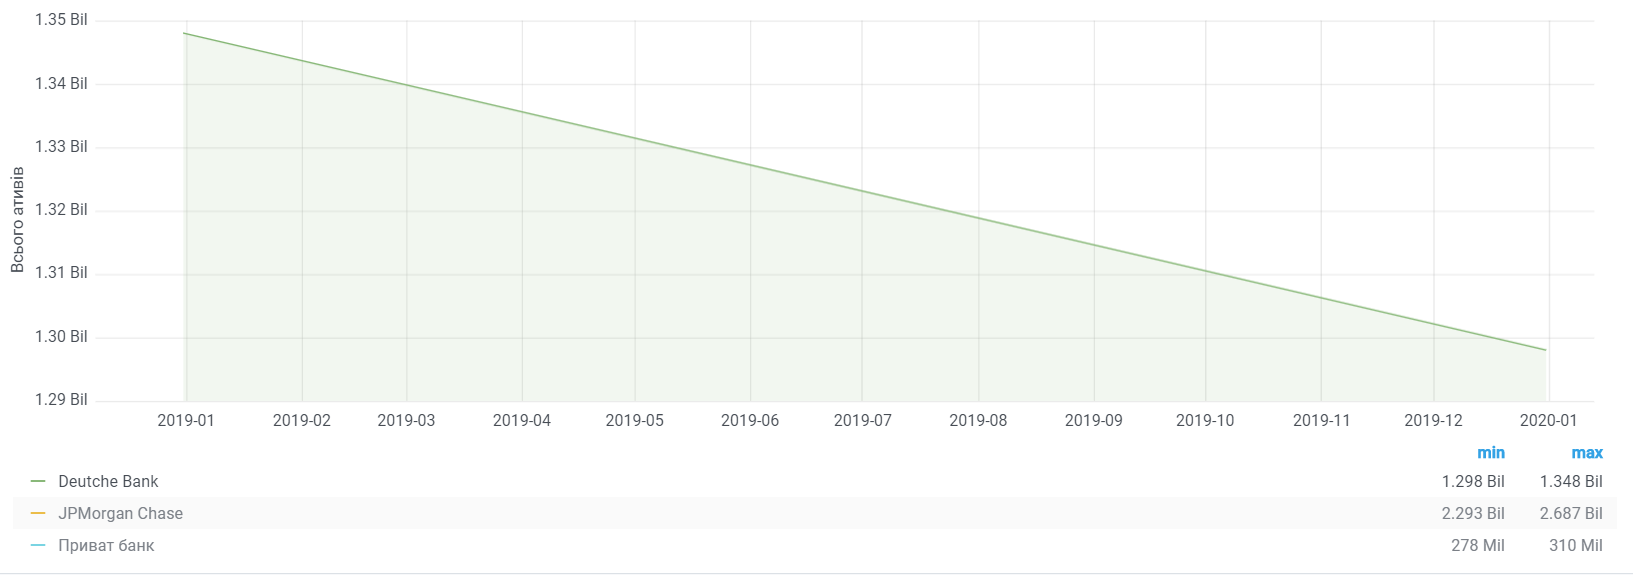 1.35 Bil
1.34 Bil
1.33 Bil
1.32 Bil
1.31 Bil
1.30 Bil
1.29 Bil
Всього ативів
2019-01 2019-02 2019-03 2019-04 2019-05 2019-06 2019-07 2019-08 2019-09 2019-10 2019-11 2019-12 2020-01
min max
Deutche Bank 1.298 Bil 1.348 Bil
JPMorgan Chase 2.293 Bil 2.687 Bil
Приват банк 278 Mil 310 Mil